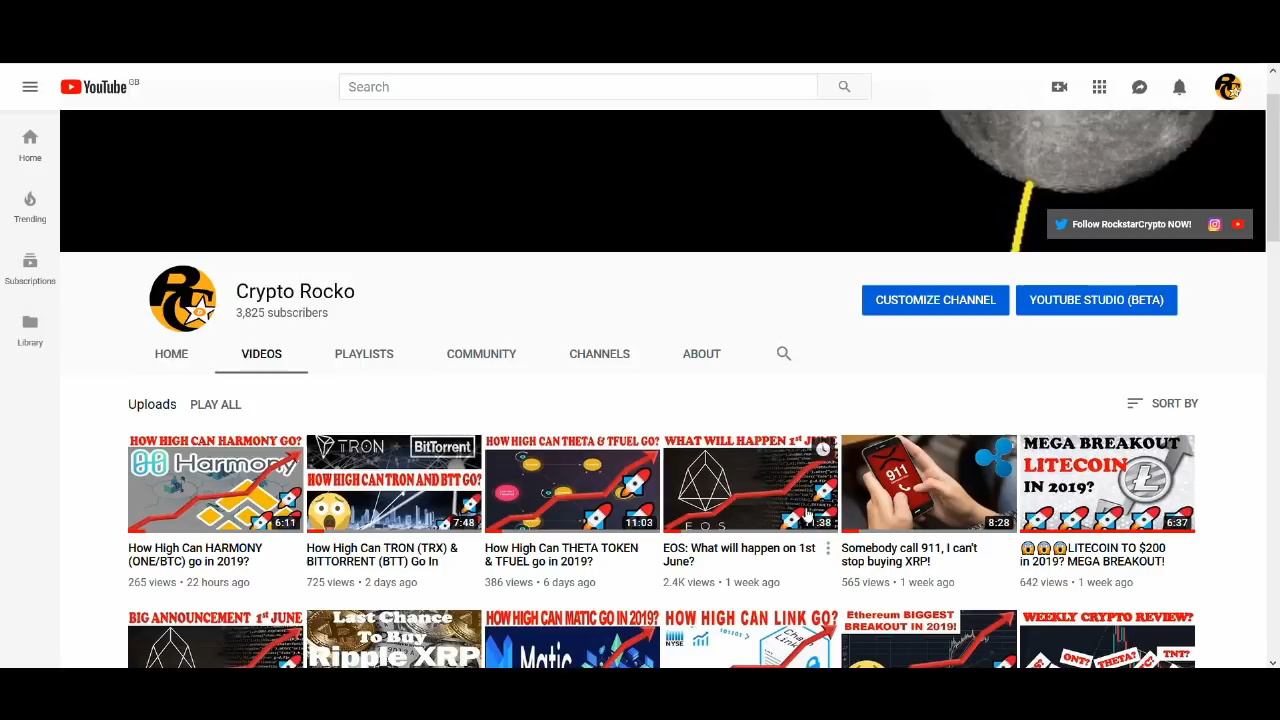 YouTube GB
Search
Home
Trending
Subscriptions
Library
Follow RockstarCrypto NOW!
Crypto Rocko
3,825 subscribers
CUSTOMIZE CHANNEL
YOUTUBE STUDIO (BETA)
HOME VIDEOS PLAYLISTS COMMUNITY CHANNELS ABOUT
Uploads PLAY ALL
SORT BY
HOW HIGH CAN HARMONY GO?
Harmony
6:11
How High Can HARMONY
(ONE/BTC) go in 2019?
265 views • 22 hours ago
TRON BitTorrent
HOW HIGH CAN TRON AND BTT GO?
7:48
How High Can TRON (TRX) &
BITTORRENT (BTT) Go In
725 views • 2 days ago
HOW HIGH CAN THETA & TFUEL GO?
11:03
How High Can THETA TOKEN
& TFUEL go in 2019?
386 views • 6 days ago
WHAT WILL HAPPEN 1st JUNE
EOS
11:38
EOS: What will happen on 1st
June?
2.4K views • 1 week ago
911
8:28
Somebody call 911, I can't
stop buying XRP!
565 views • 1 week ago
MEGA BREAKOUT
LITECOIN
IN 2019?
6:37
LITECOIN TO $200
in 2019? MEGA BREAKOUT!
642 views • 1 week ago
BIG ANNOUNCEMENT 1ST JUNE
Last Chance
To Buy
Ripple XRP
HOW HIGH CAN MATIC GO IN 2019?
Matic
HOW HIGH CAN LINK GO?
NYSE
Chain
Ethereum BIGGEST
BREAKOUT IN 2019!
WEEKLY CRYPTO REVIEW?
ONT? THETA? TNT?